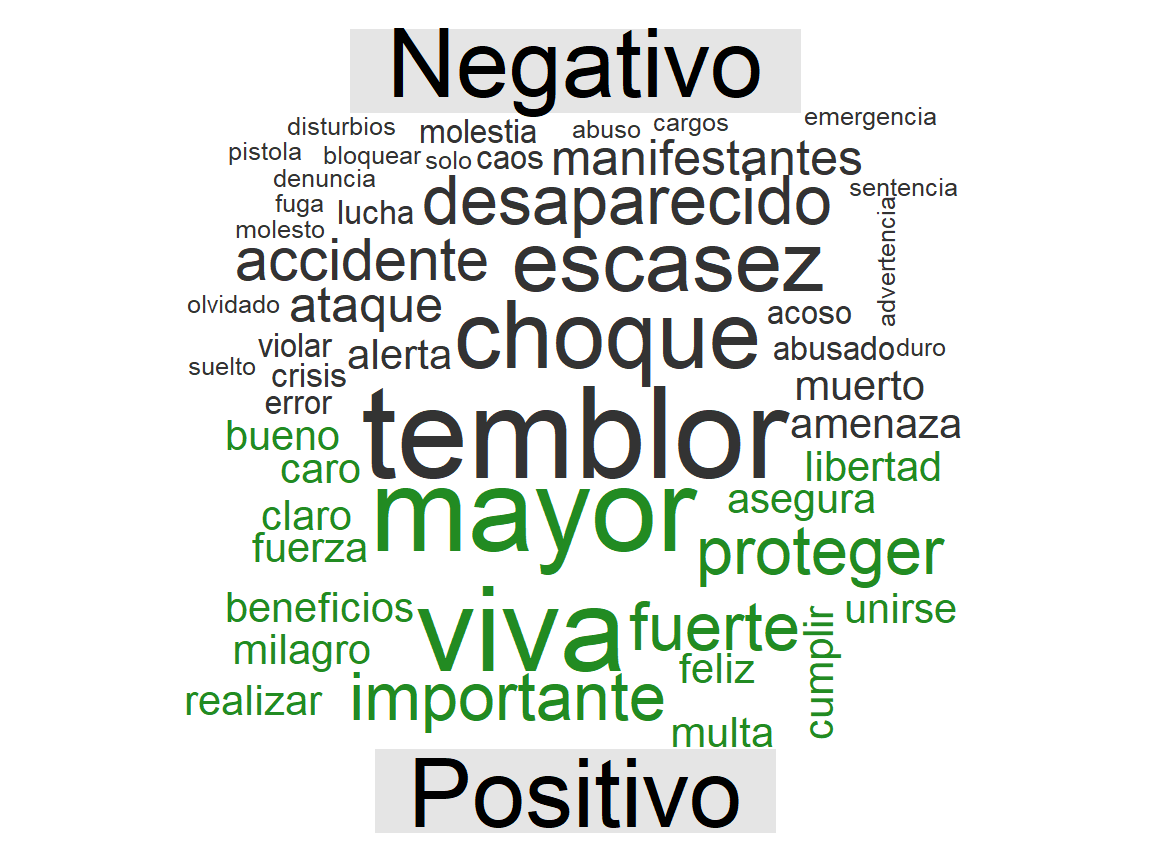 Negativo
disturbios molestia abuso cargos emergencia
pistola bloquear solo caos manifestantes
denuncia desaparecido sentencia
fuga lucha advertencia
molesto
accidente escasez
olvidado ataque choque acoso
violar alerta abusado duro
suelto crisis muerto
error temblor amenaza
bueno libertad
caro mayor asegura
claro
fuerza proteger
beneficios viva fuerte cumplir unirse
milagro feliz
realizar importante
multa
Positivo